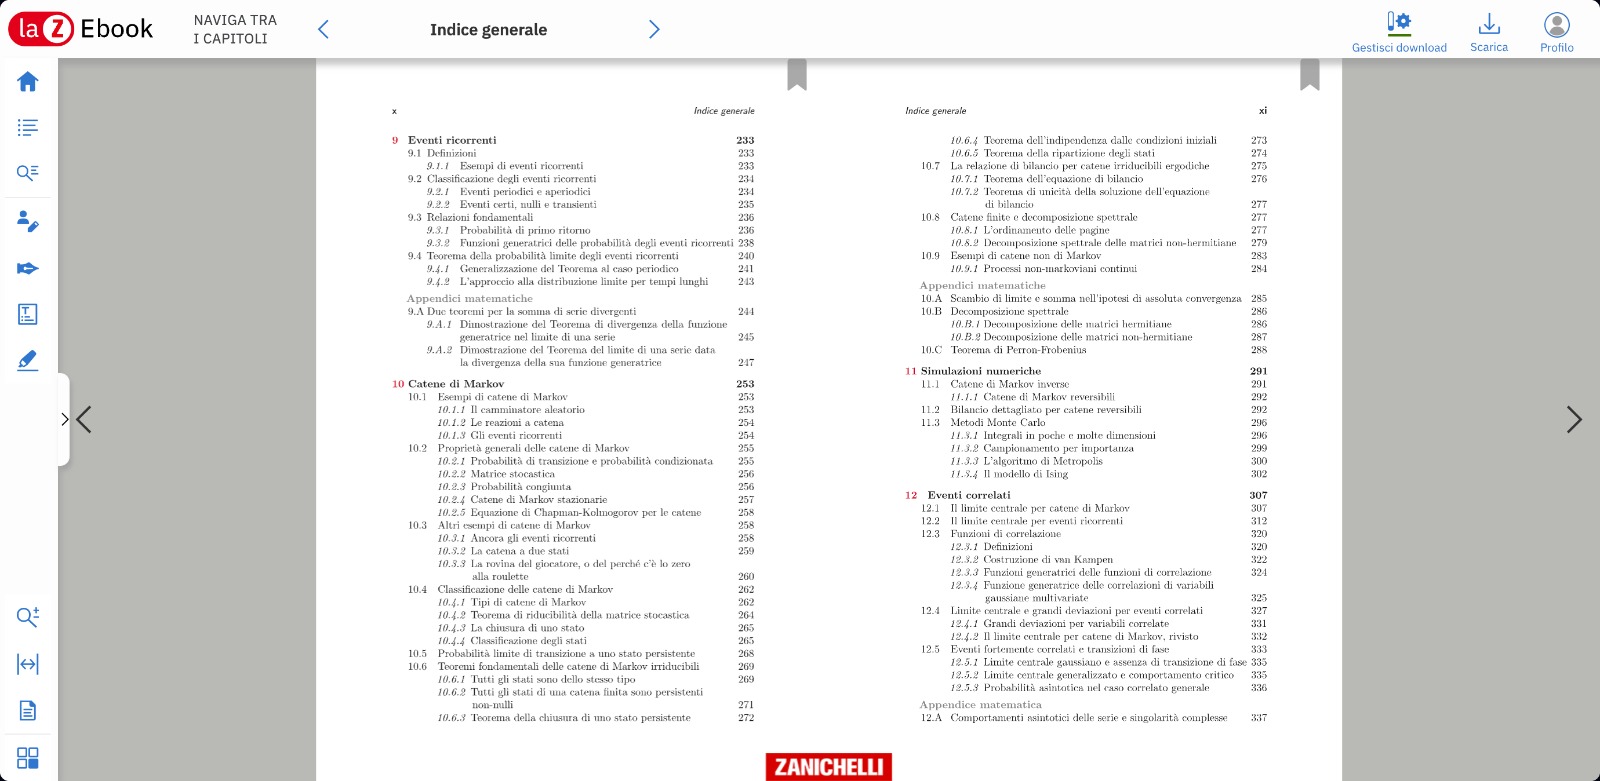 la Z Ebook
NAVIGA TRA
I CAPITOLI
Indice generale
Gestisci download
Scarica
Profilo
x Indice generale
9 Eventi ricorrenti 233
9.1 Definizioni 233
9.1.1 Esempi di eventi ricorrenti 233
9.2 Classificazione degli eventi ricorrenti 234
9.2.1 Eventi periodici e aperiodici 234
9.2.2 Eventi certi, nulli e transienti 235
9.3 Relazioni fondamentali 236
9.3.1 Probabilità di primo ritorno 236
9.3.2 Funzioni generatrici delle probabilità degli eventi ricorrenti 238
9.4 Teorema della probabilità limite degli eventi ricorrenti 240
9.4.1 Generalizzazione del Teorema al caso periodico 241
9.4.2 L'approccio alla distribuzione limite per tempi lunghi 243
Appendici matematiche
9.A Due teoremi per la somma di serie divergenti 244
9.A.1 Dimostrazione del Teorema di divergenza della funzione
generatrice nel limite di una serie 245
9.A.2 Dimostrazione del Teorema del limite di una serie data
la divergenza della sua funzione generatrice 247
10 Catene di Markov 253
10.1 Esempi di catene di Markov 253
10.1.1 Il camminatore aleatorio 253
10.1.2 Le reazioni a catena 254
10.1.3 Gli eventi ricorrenti 254
10.2 Proprietà generali delle catene di Markov 255
10.2.1 Probabilità di transizione e probabilità condizionata 255
10.2.2 Matrice stocastica 256
10.2.3 Probabilità congiunta 256
10.2.4 Catene di Markov stazionarie 257
10.2.5 Equazione di Chapman-Kolmogorov per le catene 258
10.3 Altri esempi di catene di Markov 258
10.3.1 Ancora gli eventi ricorrenti 258
10.3.2 La catena a due stati 259
10.3.3 La rovina del giocatore, o del perché c'è lo zero
alla roulette 260
10.4 Classificazione delle catene di Markov 262
10.4.1 Tipi di catene di Markov 262
10.4.2 Teorema di riducibilità della matrice stocastica 264
10.4.3 La chiusura di uno stato 265
10.4.4 Classificazione degli stati 265
10.5 Probabilità limite di transizione a uno stato persistente 268
10.6 Teoremi fondamentali delle catene di Markov irriducibili 269
10.6.1 Tutti gli stati sono dello stesso tipo 269
10.6.2 Tutti gli stati di una catena finita sono persistenti
non-nulli 271
10.6.3 Teorema della chiusura di uno stato persistente 272
Indice generale xi
10.6.4 Teorema dell'indipendenza dalle condizioni iniziali 273
10.6.5 Teorema della ripartizione degli stati 274
10.7 La relazione di bilancio per catene irriducibili ergodiche 275
10.7.1 Teorema dell'equazione di bilancio 276
10.7.2 Teorema di unicità della soluzione dell'equazione
di bilancio 277
10.8 Catene finite e decomposizione spettrale 277
10.8.1 L'ordinamento delle pagine 277
10.8.2 Decomposizione spettrale delle matrici non-hermitiane 279
10.9 Esempi di catene non di Markov 283
10.9.1 Processi non-markoviani continui 284
Appendici matematiche
10.A Scambio di limite e somma nell'ipotesi di assoluta convergenza 285
10.B Decomposizione spettrale 286
10.B.1 Decomposizione delle matrici hermitiane 286
10.B.2 Decomposizione delle matrici non-hermitiane 287
10.C Teorema di Perron-Frobenius 288
11 Simulazioni numeriche 291
11.1 Catene di Markov inverse 291
11.1.1 Catene di Markov reversibili 292
11.2 Bilancio dettagliato per catene reversibili 292
11.3 Metodi Monte Carlo 296
11.3.1 Integrali in poche e molte dimensioni 296
11.3.2 Campionamento per importanza 299
11.3.3 L'algoritmo di Metropolis 300
11.3.4 Il modello di Ising 302
12 Eventi correlati 307
12.1 Il limite centrale per catene di Markov 307
12.2 Il limite centrale per eventi ricorrenti 312
12.3 Funzioni di correlazione 320
12.3.1 Definizioni 320
12.3.2 Costruzione di van Kampen 322
12.3.3 Funzioni generatrici delle funzioni di correlazione 324
12.3.4 Funzione generatrice delle correlazioni di variabili
gaussiane multivariate 325
12.4 Limite centrale e grandi deviazioni per eventi correlati 327
12.4.1 Grandi deviazioni per variabili correlate 331
12.4.2 Il limite centrale per catene di Markov, rivisto 332
12.5 Eventi fortemente correlati e transizioni di fase 333
12.5.1 Limite centrale gaussiano e assenza di transizione di fase 335
12.5.2 Limite centrale generalizzato e comportamento critico 335
12.5.3 Probabilità asintotica nel caso correlato generale 336
Appendice matematica
12.A Comportamenti asintotici delle serie e singolarità complesse 337
ZANICHELLI